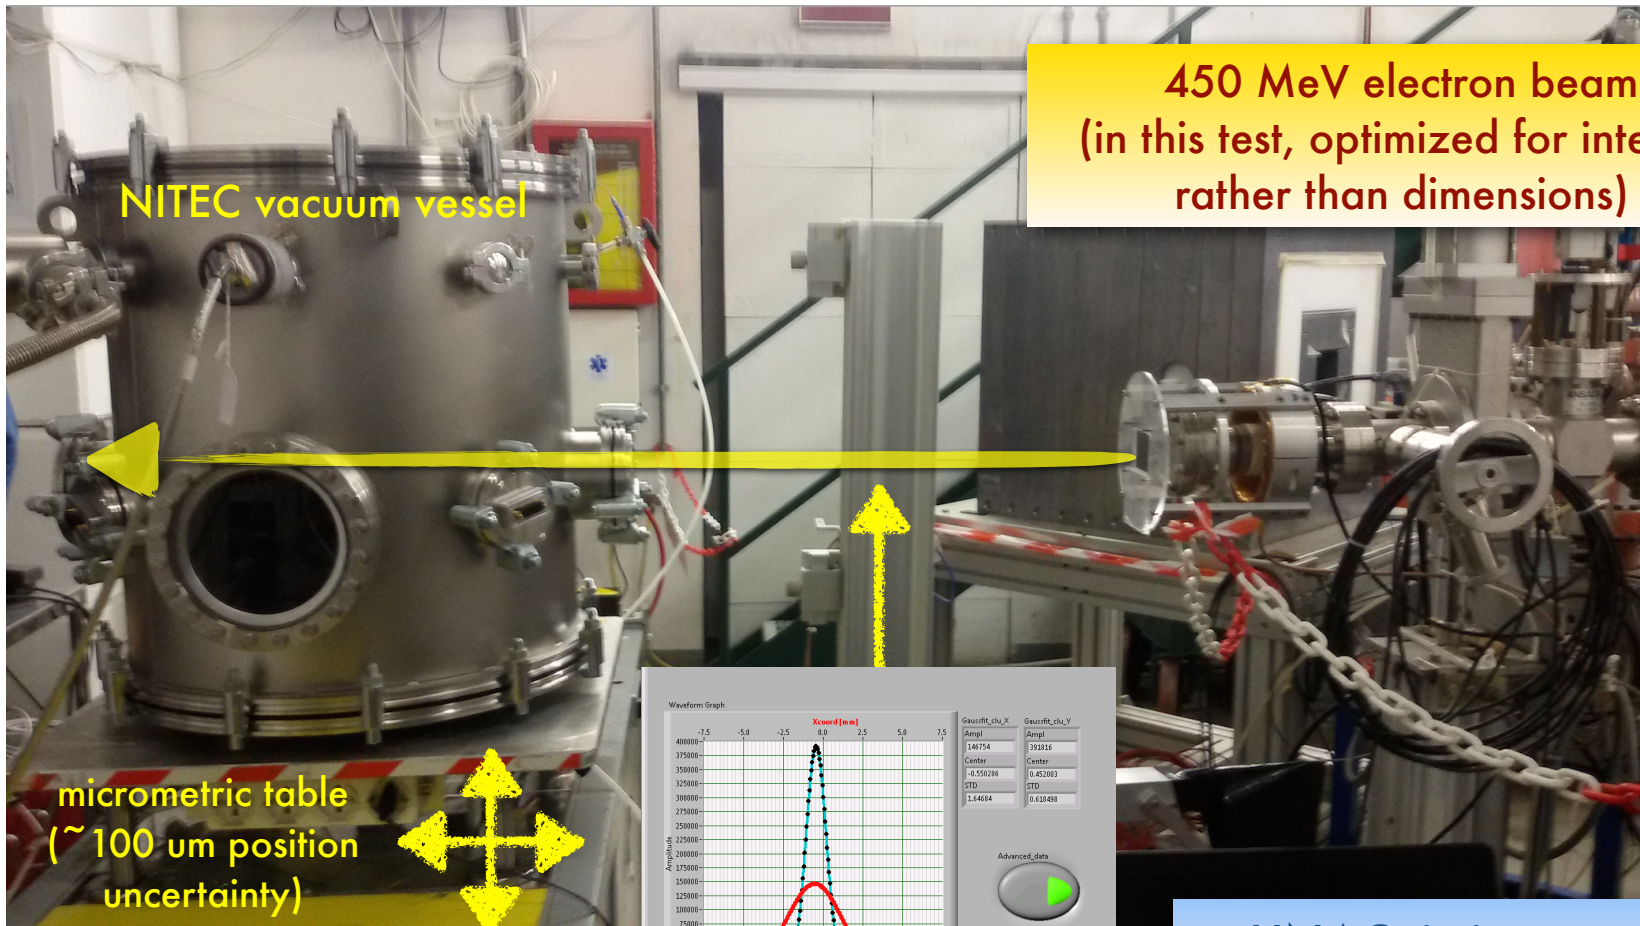 450 MeV electron beam
(in this test, optimized for inte
rather than dimensions)
NITEC vacuum vessel
micrometric table
(~100 um position
uncertainty)
Waveform Graph
Xcoord [mm]
-7.5 -5.0 -2.5 0.0 2.5 5.0 7.5
400000
375000
350000
325000
300000
275000
250000
225000
200000
175000
150000
125000
100000
75000
Amplitude
Gaussfit_clu_X Gaussfit_clu_Y
Ampl Ampl
146754 391816
Center Center
-0.550286 0.452083
STD STD
1.64684 0.618498
Advanced_data